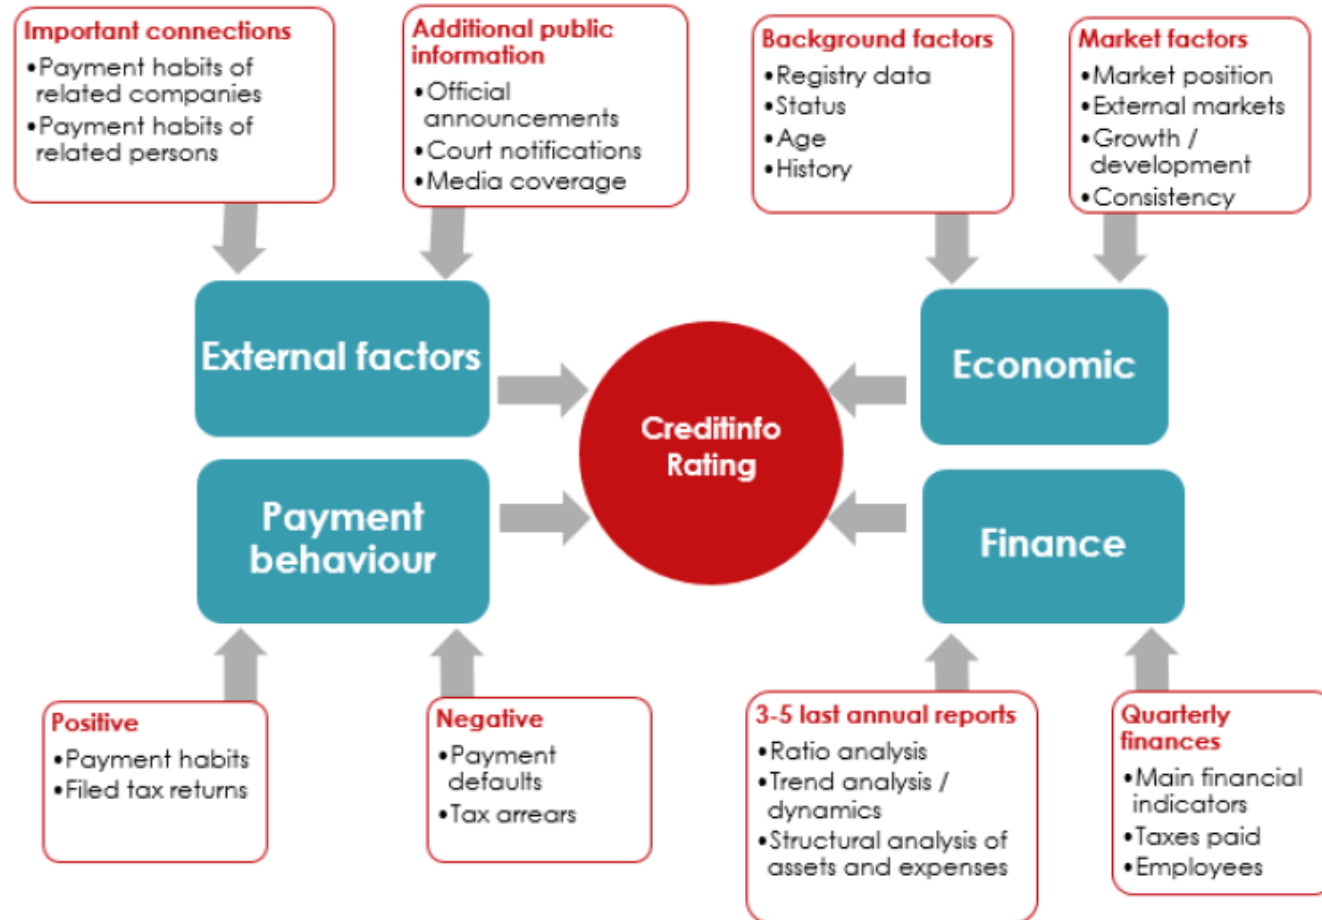 Important connections
•Payment habits of
related companies
•Payment habits of
related persons
Additional public
information
•Official
announcements
•Court notifications
•Media coverage
Background factors
•Registry data
•Status
•Age
•History
Market factors
•Market position
•External markets
•Growth /
development
•Consistency
External factors
Economic
Creditinfo
Rating
Payment
behaviour
Finance
Positive
•Payment habits
•Filed tax returns
Negative
•Payment
defaults
•Tax arrears
3-5 last annual reports
•Ratio analysis
•Trend analysis /
dynamics
•Structural analysis of
assets and expenses
Quarterly
finances
•Main financial
indicators
•Taxes paid
•Employees